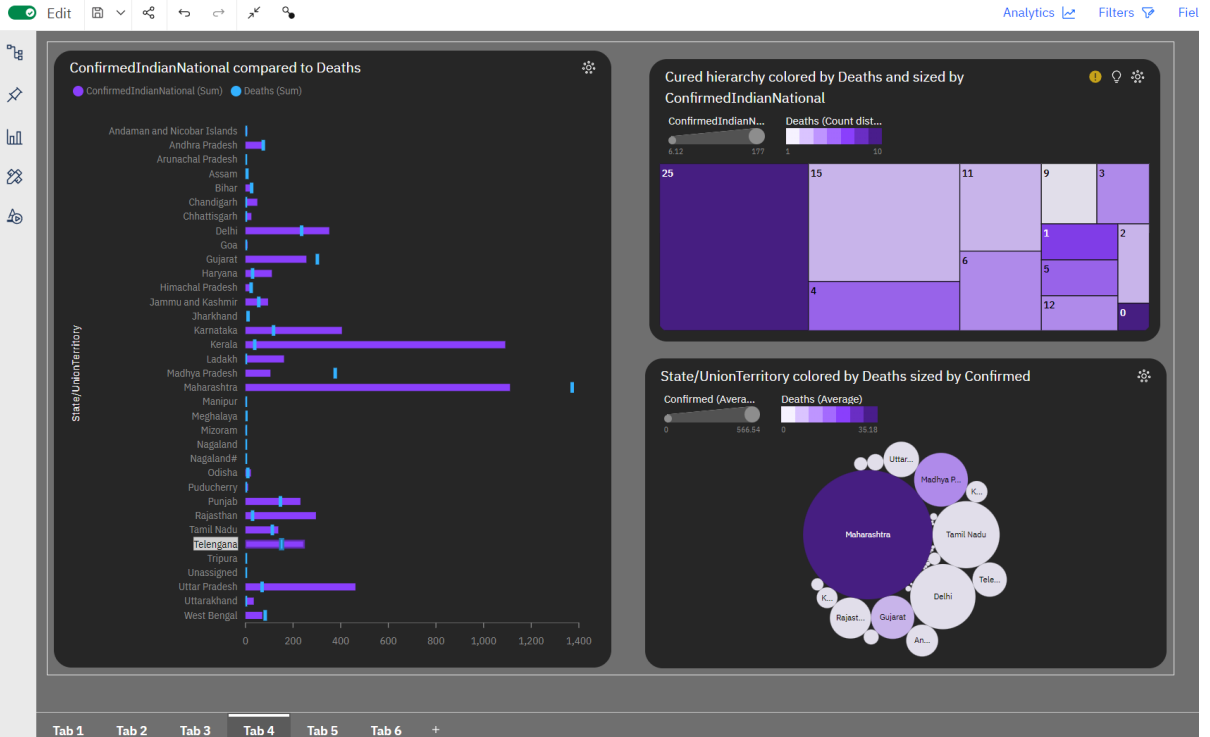 Edit
Analytics
Filters
Fiel
ConfirmedIndianNational compared to Deaths
ConfirmedIndianNational (Sum) Deaths (Sum)
State/UnionTerritory
Andaman and Nicobar Islands
Andhra Pradesh
Arunachal Pradesh
Assam
Bihar
Chandigarh
Chhattisgarh
Delhi
Goa
Gujarat
Haryana
Himachal Pradesh
Jammu and Kashmir
Jharkhand
Karnataka
Kerala
Ladakh
Madhya Pradesh
Maharashtra
Manipur
Meghalaya
Mizoram
Nagaland
Nagaland#
Odisha
Puducherry
Punjab
Rajasthan
Tamil Nadu
Telengana
Tripura
Unassigned
Uttar Pradesh
Uttarakhand
West Bengal
0 200 400 600 800 1,000 1,200 1,400
Cured hierarchy colored by Deaths and sized by
ConfirmedIndianNational
ConfirmedIndianN... Deaths (Count dist...
6.12 177 1 10
25 15 11 9 3
1 2
6 5
4 12 0
State/UnionTerritory colored by Deaths sized by Confirmed
Confirmed (Avera... Deaths (Average)
0 566.54 0 35.18
Uttar...
Madhya P...
K...
Maharashtra
Tamil Nadu
Tele...
Delhi
K...
Rajast...
Gujarat
An...
Tab 1 Tab 2 Tab 3 Tab 4 Tab 5 Tab 6 +